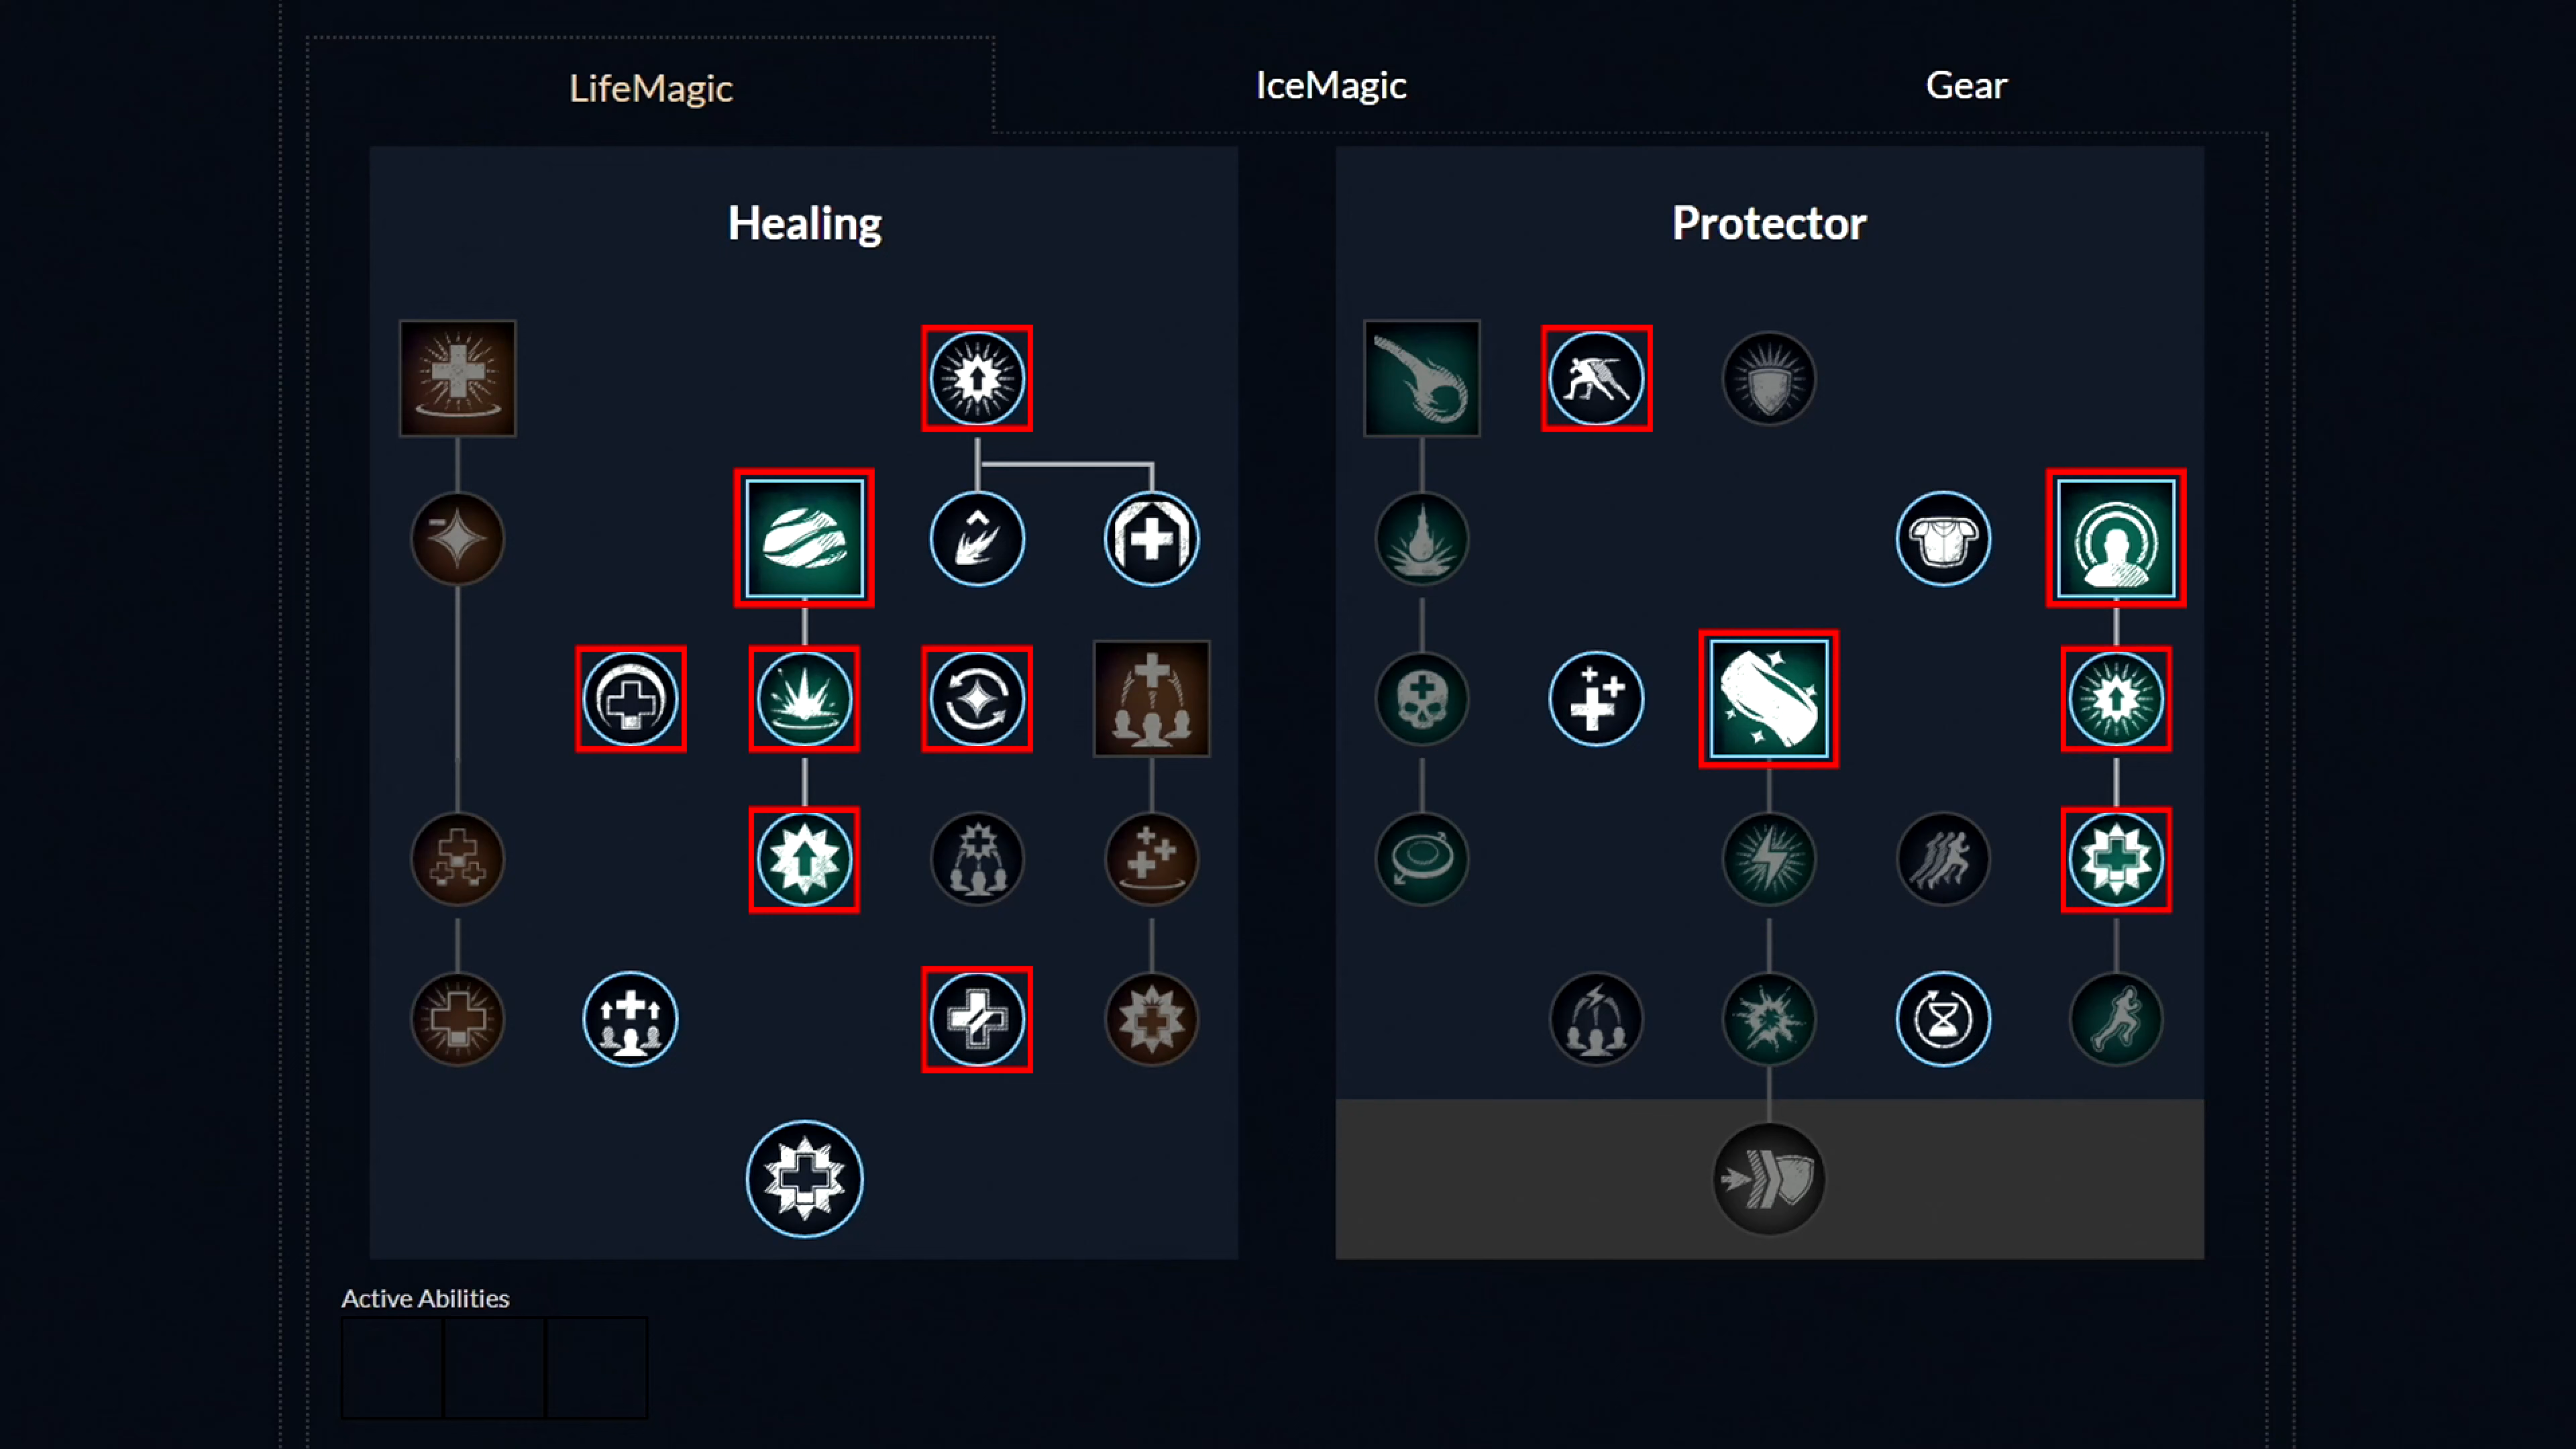 LifeMagic
IceMagic
Gear
Healing
Protector
Active Abilities